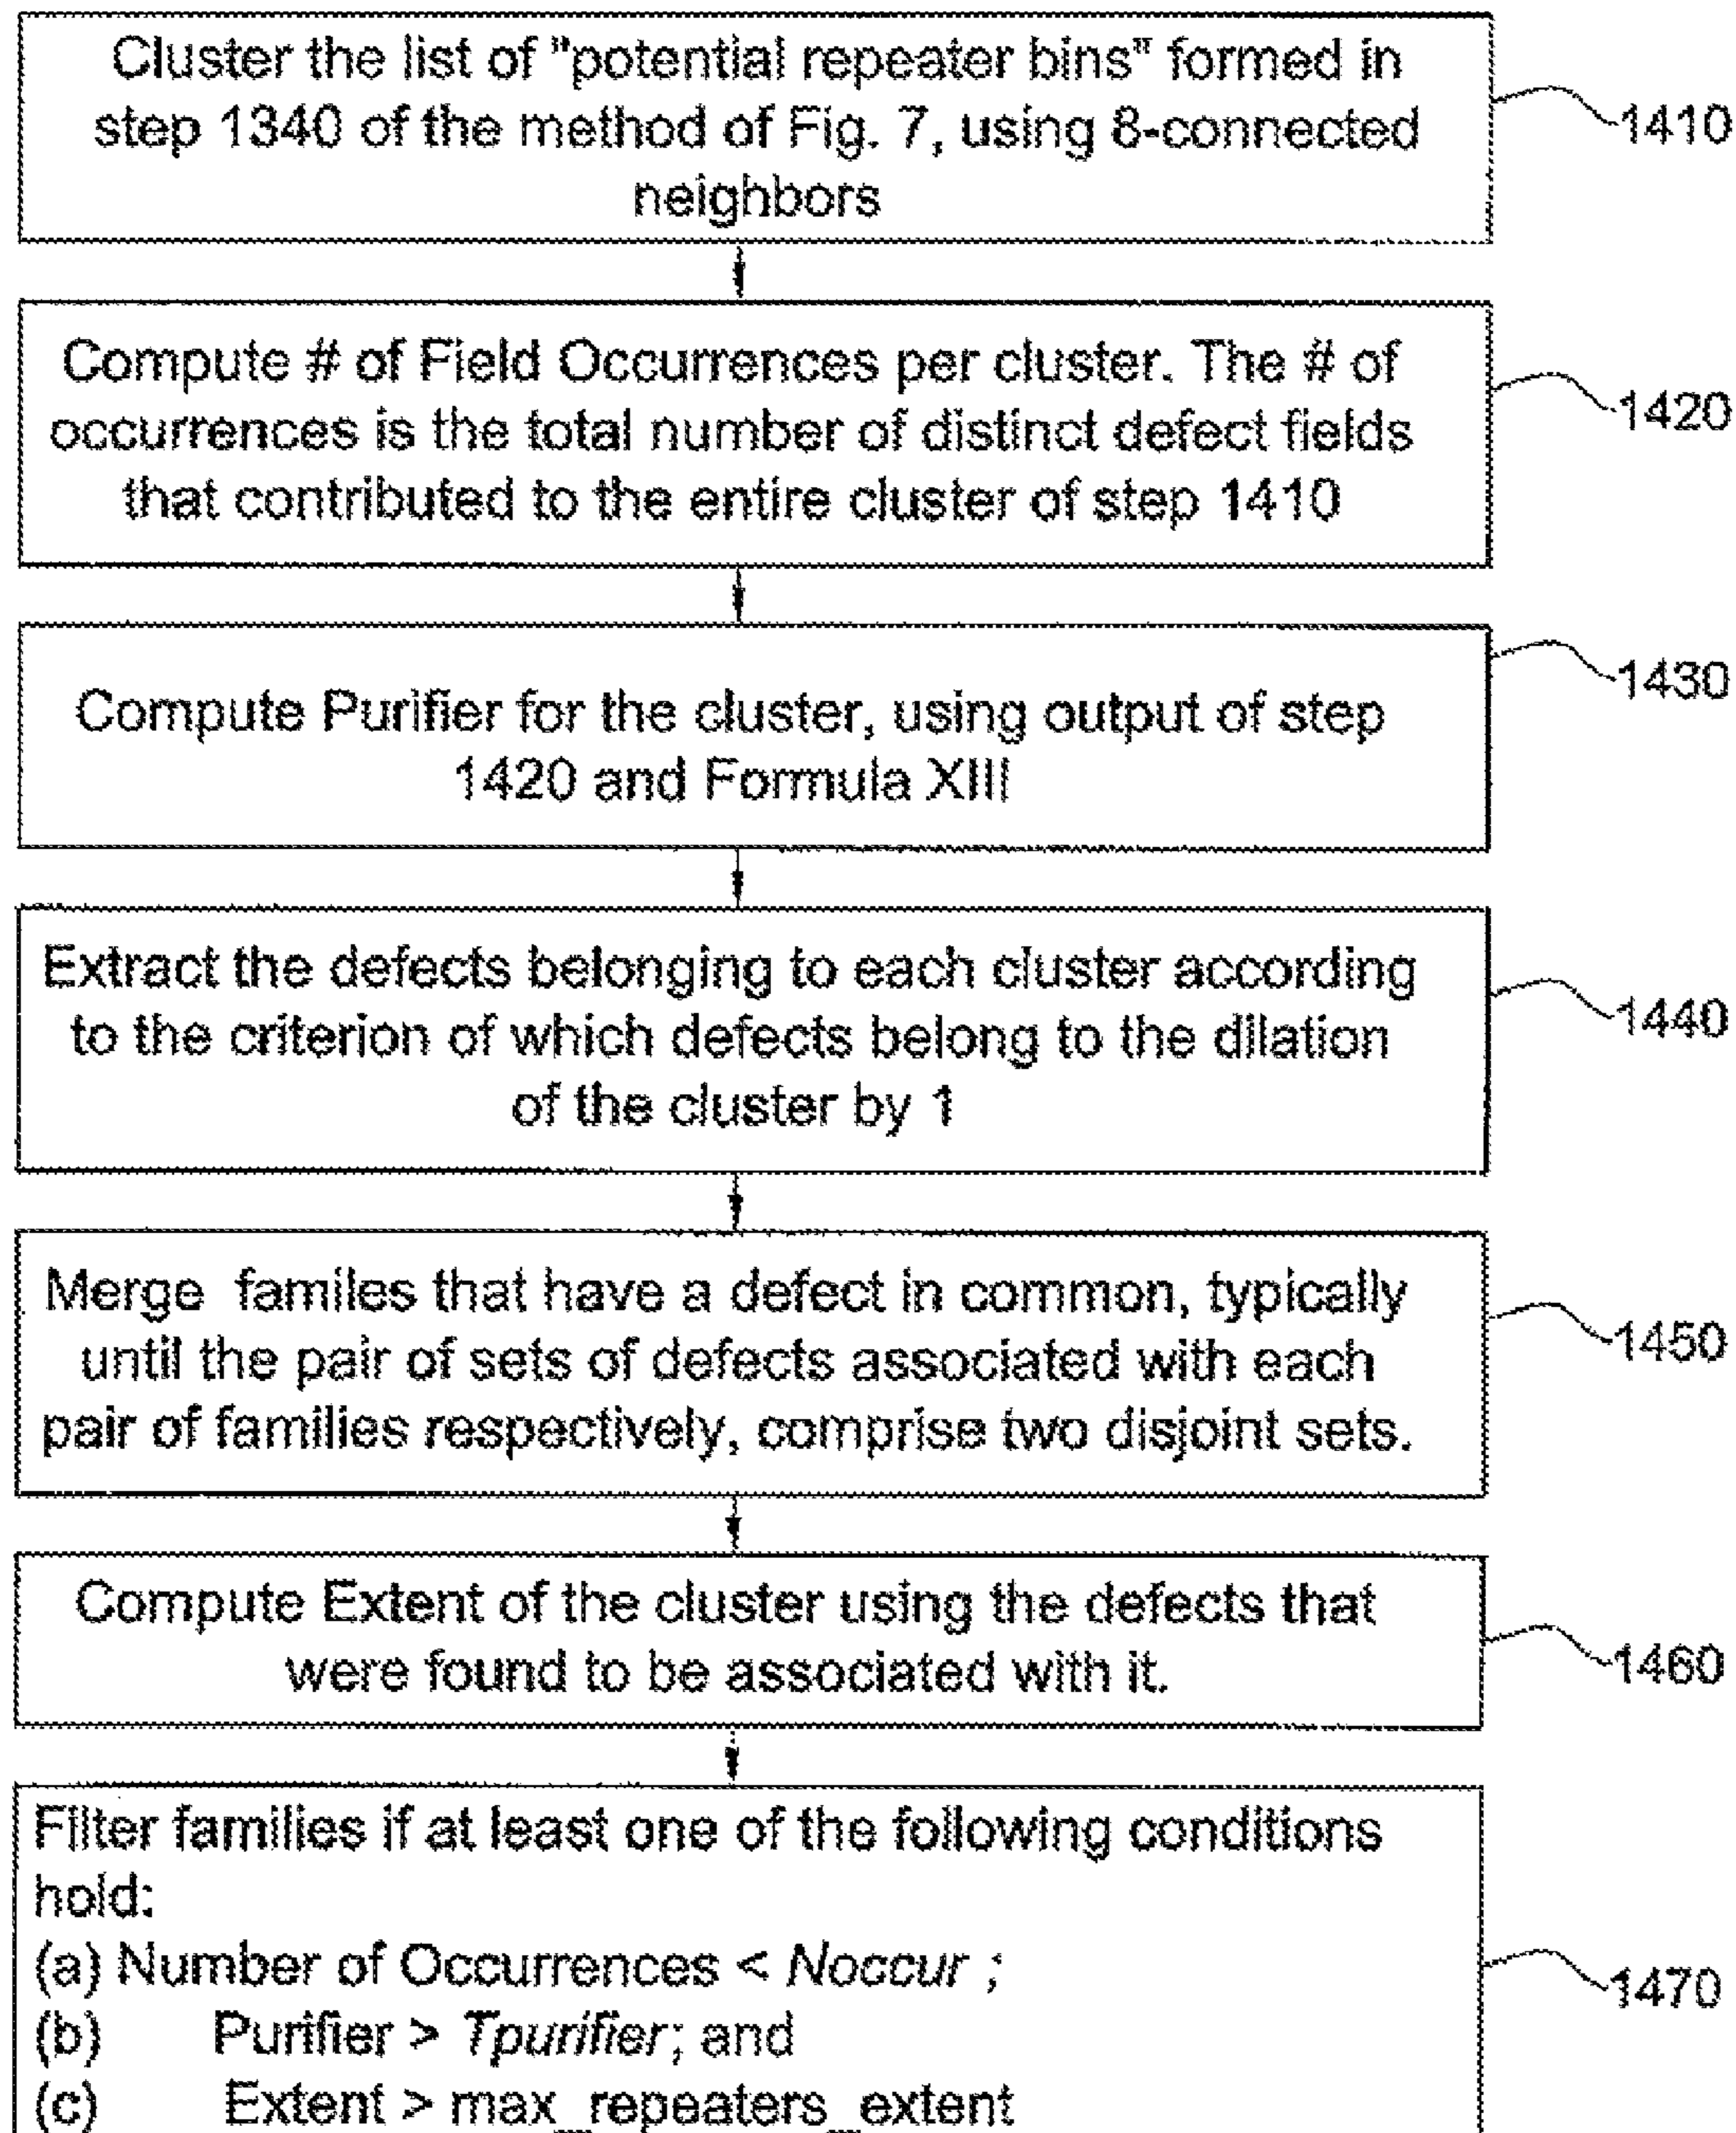 Cluster the list of "potential repeater bins" formed in
step 1340 of the method of Fig. 7, using 8-connected
neighbors
1410
Compute # of Field Occurrences per cluster. The # of
occurrences is the total number of distinct defect fields
that contributed to the entire cluster of step 1410
1420
Compute Purifier for the cluster, using output of step
1420 and Formula XIII
1430
Extract the defects belonging to each cluster according
to the criterion of which defects belong to the dilation
of the cluster by 1
1440
Merge familes that have a defect in common, typically
until the pair of sets of defects associated with each
pair of families respectively, comprise two disjoint sets.
1450
Compute Extent of the cluster using the defects that
were found to be associated with it.
1460
Filter families if at least one of the following conditions
hold:
(a) Number of Occurrences < Noccur ;
(b) Purifier > Tpurifier; and
(c) Extent > max_repeaters_extent
1470